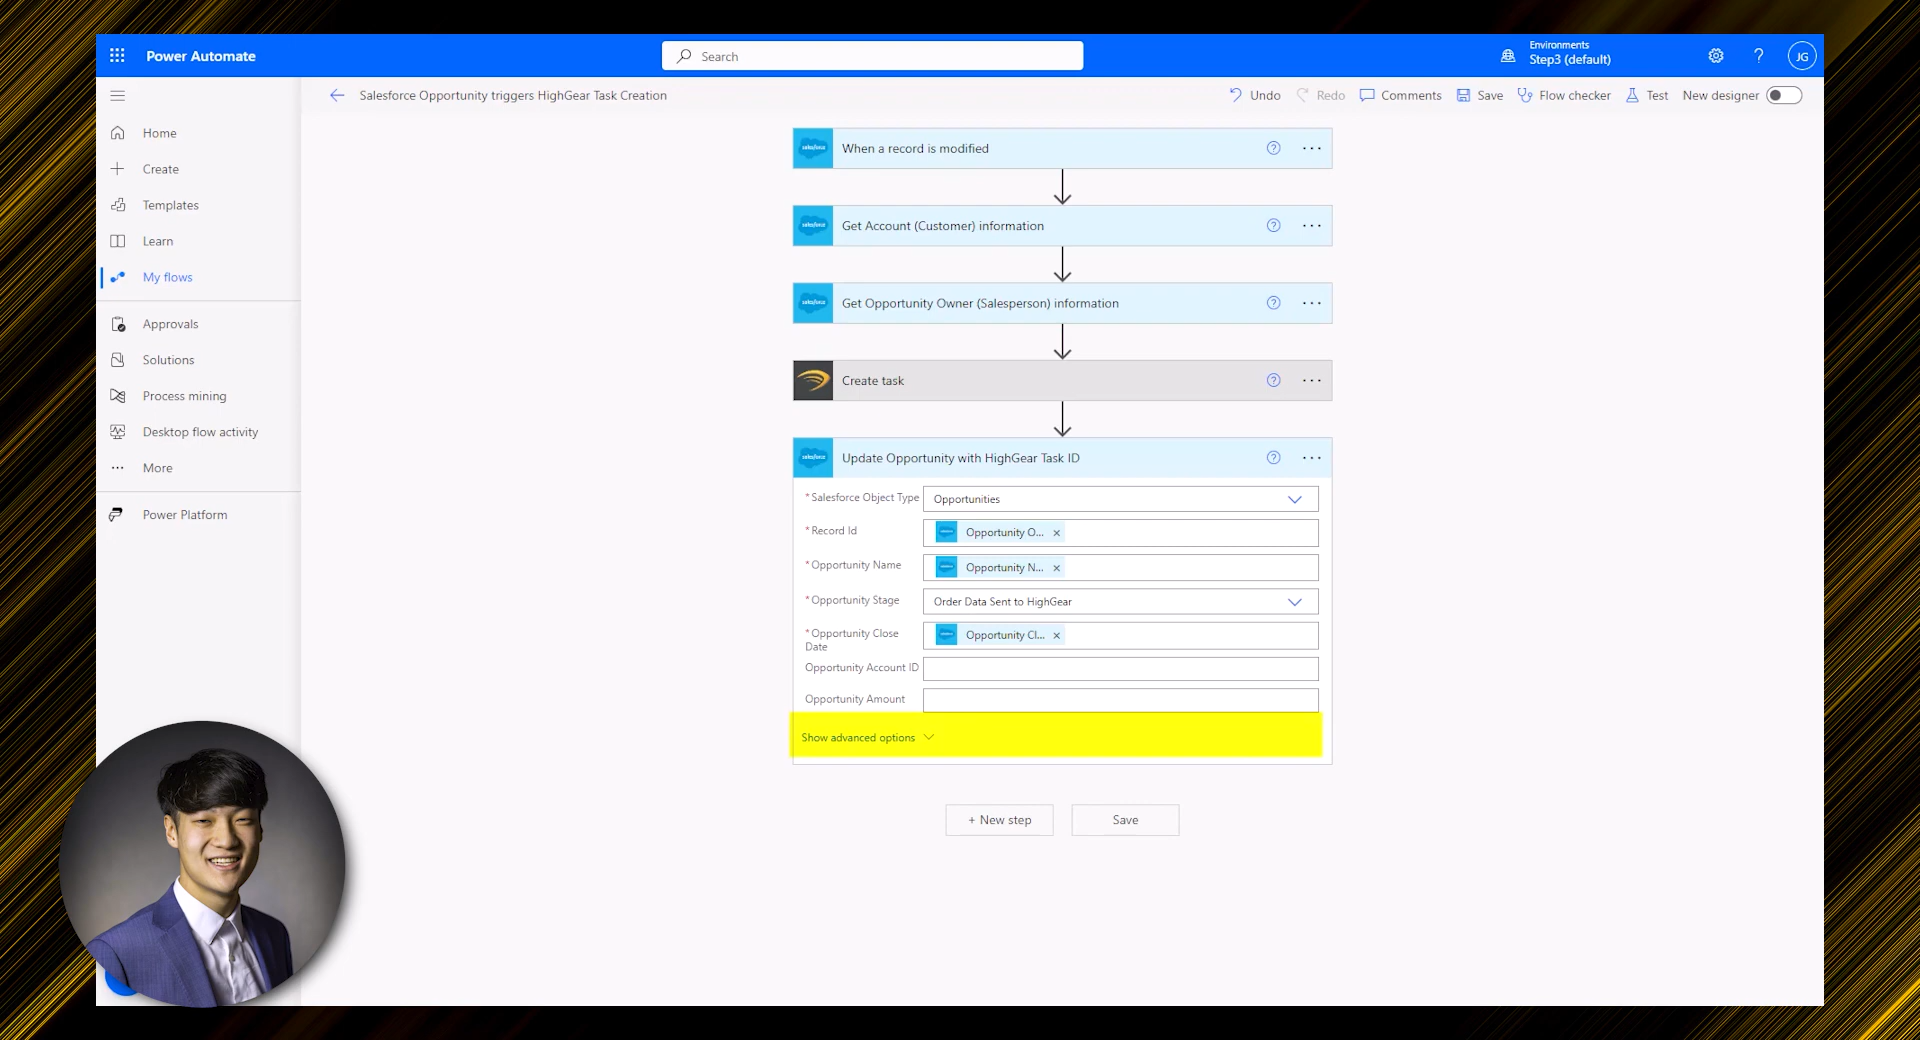 Power Automate
Search
Environments
Step3 (default)
?
JG
Salesforce Opportunity triggers HighGear Task Creation
Undo
Redo
Comments
Save
Flow checker
Test
New designer
Home
Create
Templates
Learn
My flows
Approvals
Solutions
Process mining
Desktop flow activity
More
Power Platform
salesforce
When a record is modified
salesforce
Get Account (Customer) information
salesforce
Get Opportunity Owner (Salesperson) information
Create task
salesforce
Update Opportunity with HighGear Task ID
* Salesforce Object Type
Opportunities
* Record Id
Opportunity O...
* Opportunity Name
Opportunity N...
* Opportunity Stage
Order Data Sent to HighGear
* Opportunity Close
Date
Opportunity Cl...
Opportunity Account ID
Opportunity Amount
Show advanced options
+ New step
Save